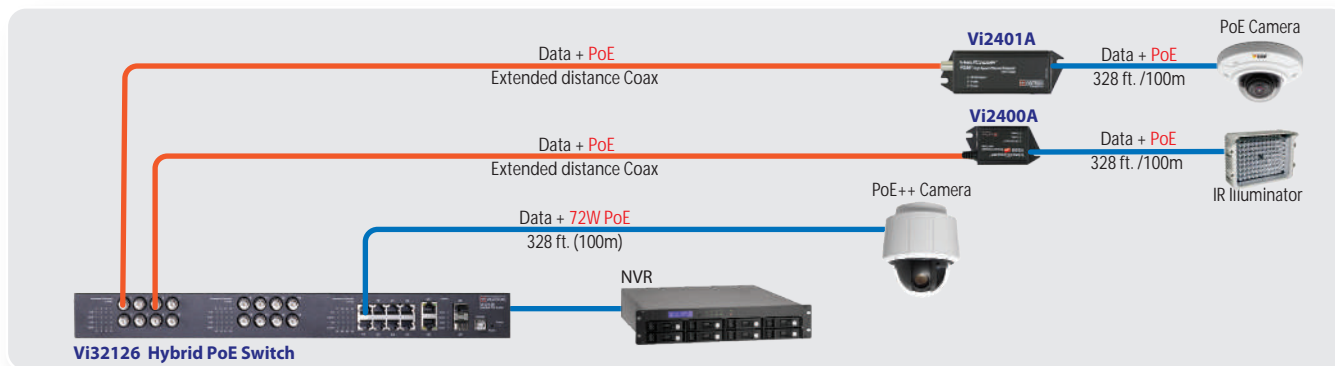 Data + PoE
Extended distance Coax
Vi2401A
Data + PoE
328 ft. /100m
PoE Camera
Data + PoE
Extended distance Coax
Vi2400A
Data + PoE
328 ft. /100m
IR Illuminator
Data + 72W PoE
328 ft. (100m)
PoE++ Camera
NVR
Vi32126 Hybrid PoE Switch